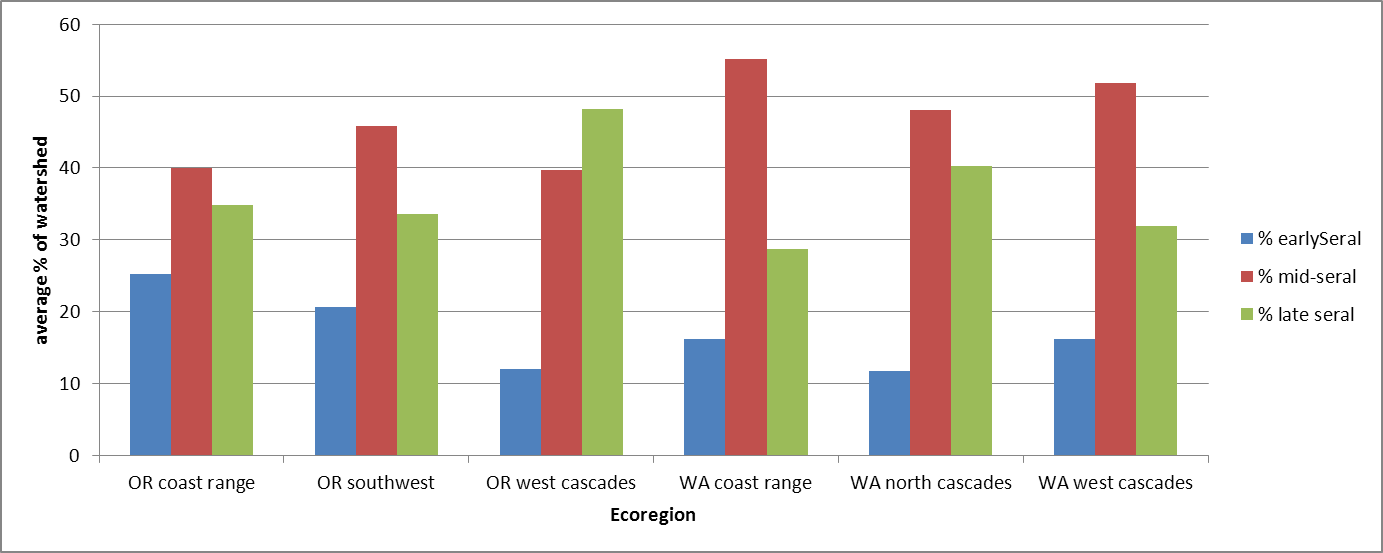 60
50
40
30
20
10
0
average % of watershed
OR coast range
OR southwest
OR west cascades
WA coast range
WA north cascades
WA west cascades
Ecoregion
% earlySeral
% mid-seral
% late seral